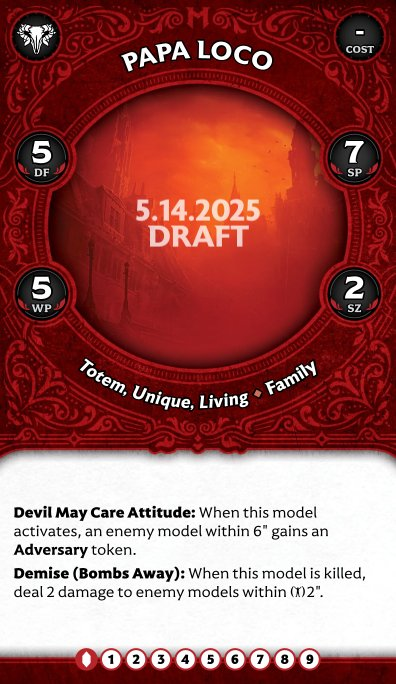 -
COST
PAPA LOCO
5
DF
7
SP
5.14.2025
DRAFT
5
WP
2
SZ
Totem, Unique, Living ♦ Family
Devil May Care Attitude: When this model
activates, an enemy model within 6" gains an
Adversary token.
Demise (Bombs Away): When this model is killed,
deal 2 damage to enemy models within 2".
1 2 3 4 5 6 7 8 9